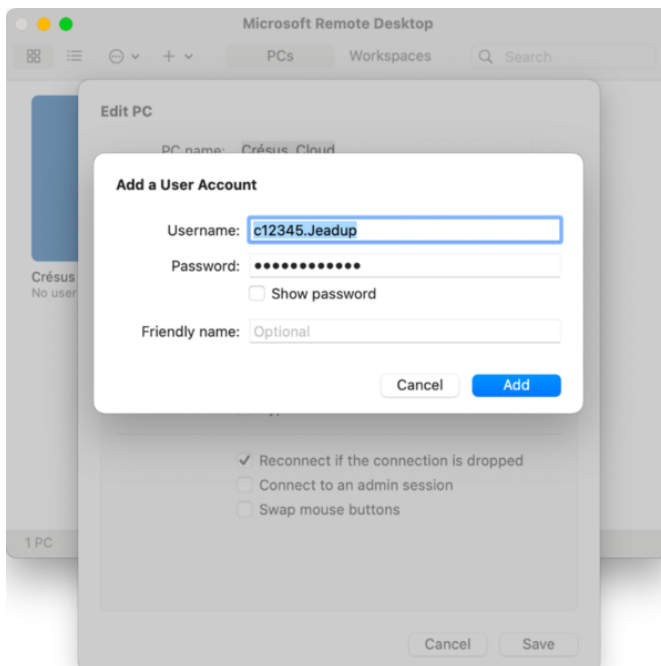 Microsoft Remote Desktop
PCs
Workspaces
Search
Edit PC
PC name: Crésus Cloud
Add a User Account
Username: c12345.Jeadup
Password: ••••••••••••
Show password
Friendly name: Optional
Cancel
Add
Crésus
No user
Reconnect if the connection is dropped
Connect to an admin session
Swap mouse buttons
1 PC
Cancel
Save